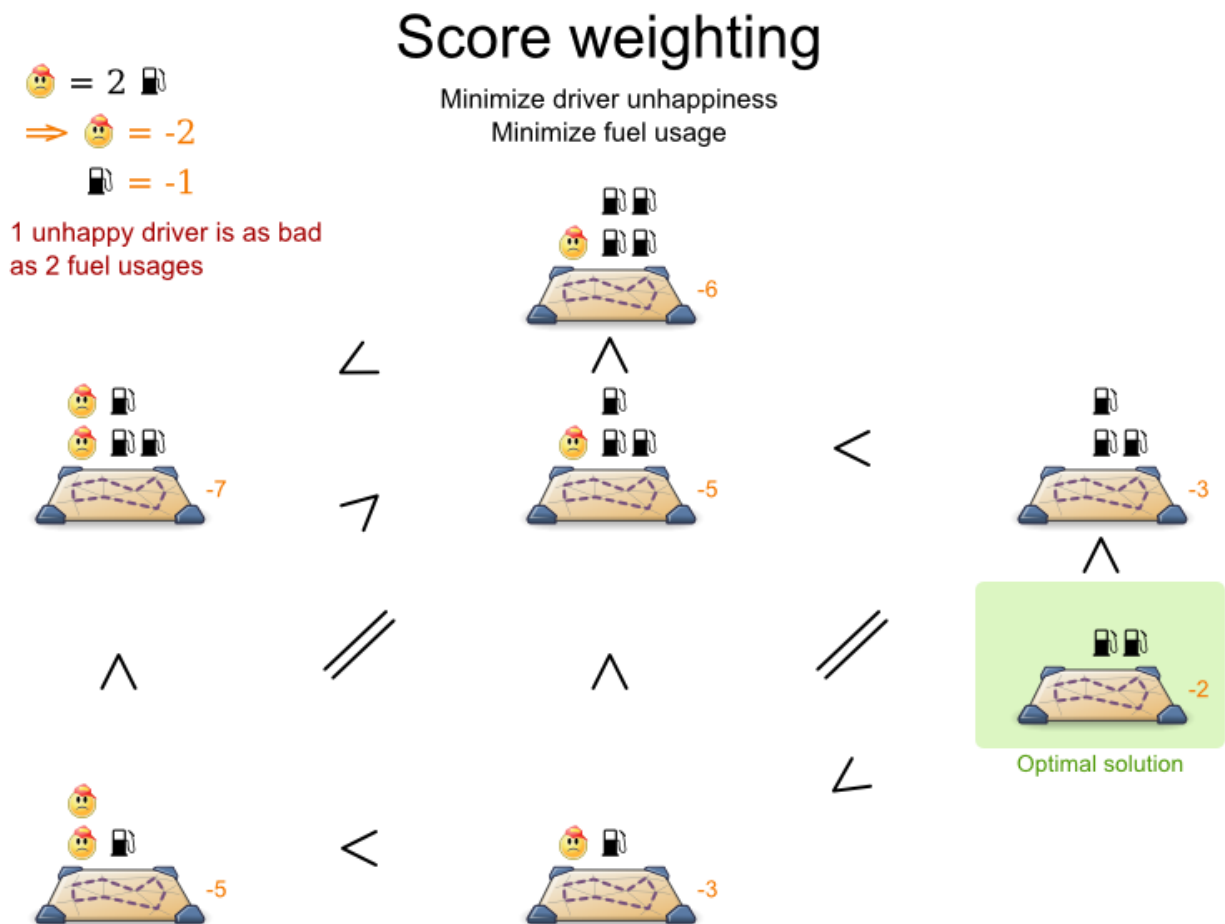 Score weighting
Minimize driver unhappiness
Minimize fuel usage
= 2
⇒ = -2
= -1
1 unhappy driver is as bad
as 2 fuel usages
-6
<
<
-7
-5
<
-3
<
<
<
=
<
=
-2
Optimal solution
<
-5
<
-3